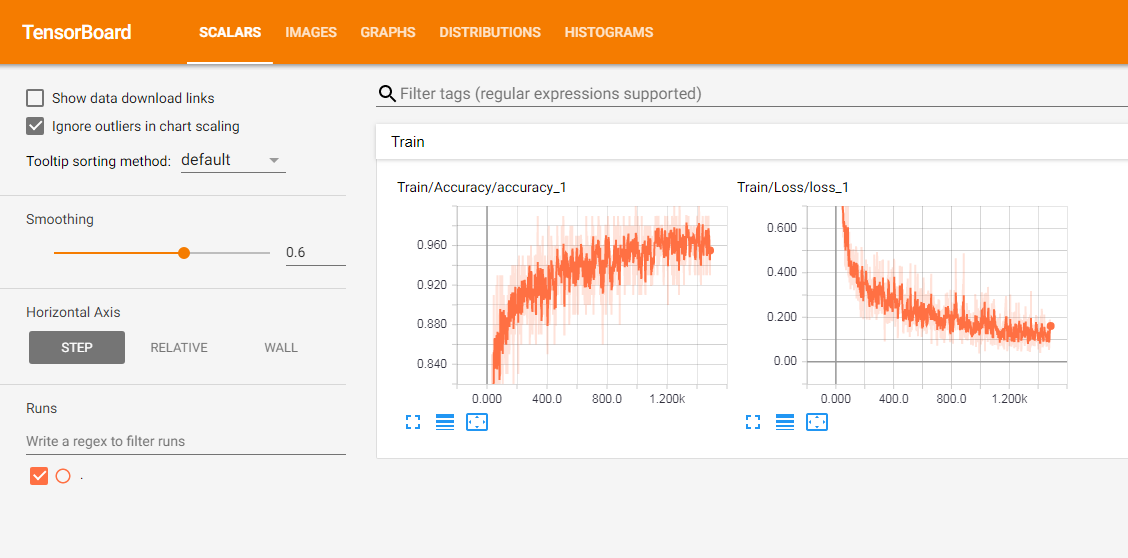 TensorBoard SCALARS IMAGES GRAPHS DISTRIBUTIONS HISTOGRAMS
Show data download links
Ignore outliers in chart scaling
Tooltip sorting method: default
Smoothing
0.6
Horizontal Axis
STEP RELATIVE WALL
Runs
Write a regex to filter runs
.
Filter tags (regular expressions supported)
Train
Train/Accuracy/accuracy_1
0.960
0.920
0.880
0.840
0.000 400.0 800.0 1.200k
Train/Loss/loss_1
0.600
0.400
0.200
0.00
0.000 400.0 800.0 1.200k